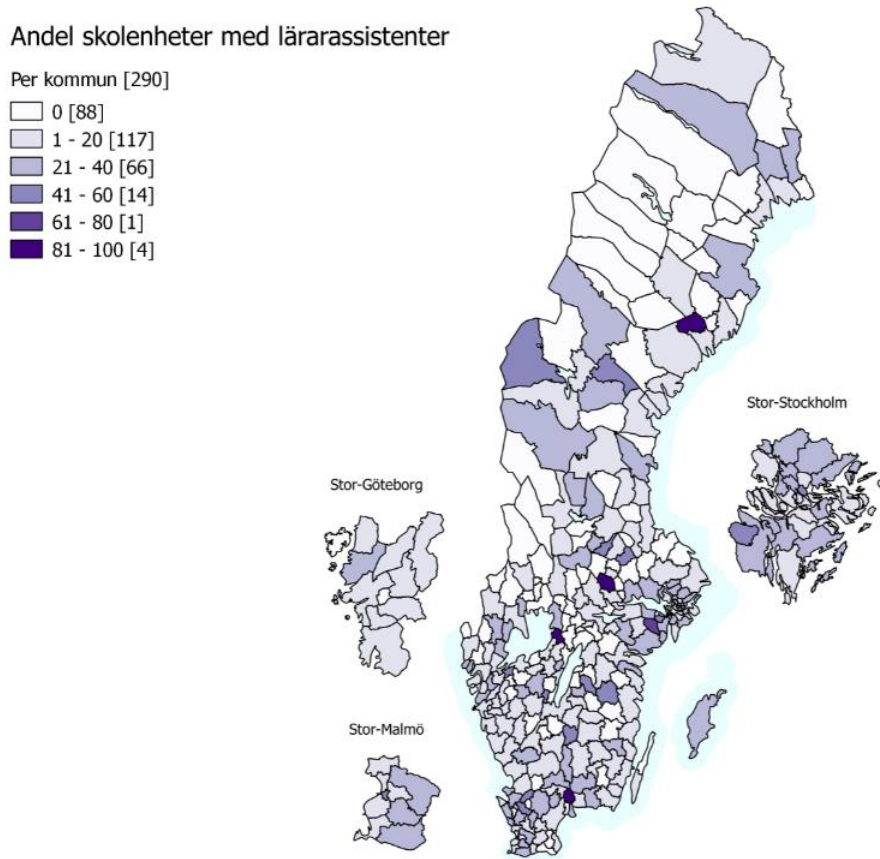 Andel skolenheter med lärarassistenter
Per kommun [290]
0 [88]
1 - 20 [117]
21 - 40 [66]
41 - 60 [14]
61 - 80 [1]
81 - 100 [4]
Stor-Stockholm
Stor-Göteborg
Stor-Malmö